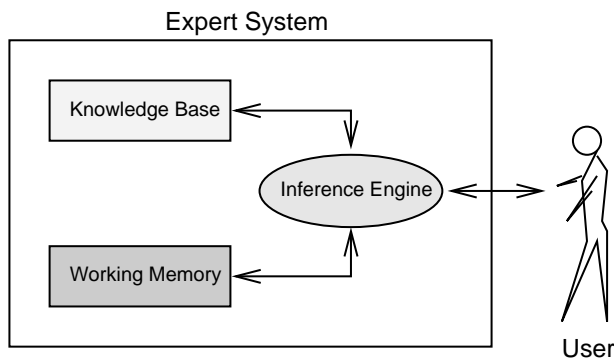 Expert System
Knowledge Base
Inference Engine
Working Memory
User